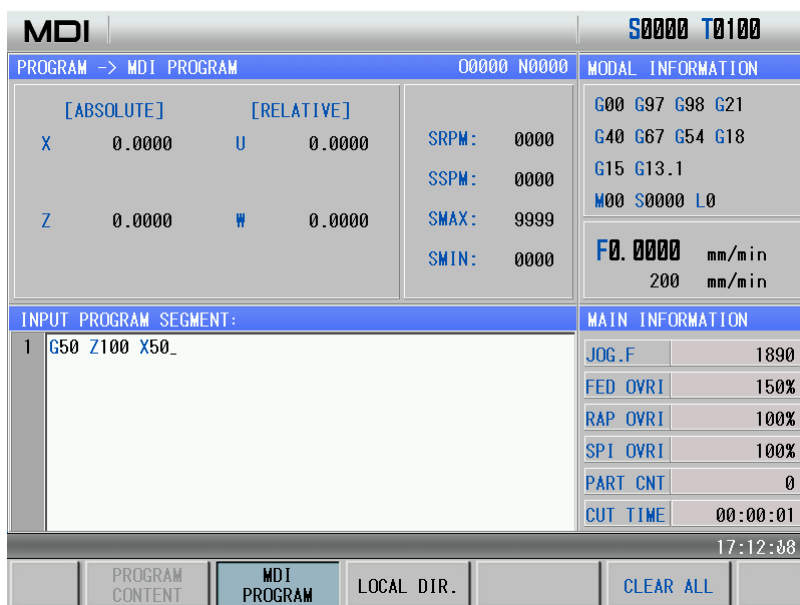 MDI S0000 T0100
PROGRAM -> MDI PROGRAM O0000 N0000
[ABSOLUTE] [RELATIVE]
X 0.0000 U 0.0000
Z 0.0000 W 0.0000
SRPM: 0000
SSPM: 0000
SMAX: 9999
SMIN: 0000
MODAL INFORMATION
G00 G97 G98 G21
G40 G67 G54 G18
G15 G13.1
M00 S0000 L0
F0.0000 mm/min
200 mm/min
INPUT PROGRAM SEGMENT:
1 G50 Z100 X50_
MAIN INFORMATION
JOG.F 1890
FED OVRI 150%
RAP OVRI 100%
SPI OVRI 100%
PART CNT 0
CUT TIME 00:00:01
17:12:08
PROGRAM
CONTENT
MDI
PROGRAM
LOCAL DIR.
CLEAR ALL